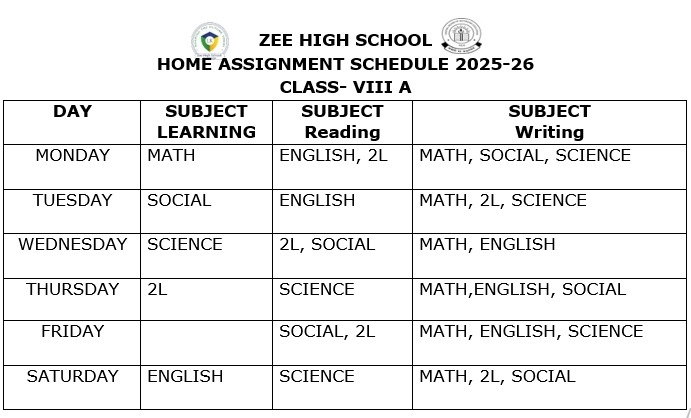 ZEE HIGH SCHOOL
HOME ASSIGNMENT SCHEDULE 2025-26
CLASS- VIII A
DAY SUBJECT LEARNING SUBJECT Reading SUBJECT Writing
MONDAY MATH ENGLISH, 2L MATH, SOCIAL, SCIENCE
TUESDAY SOCIAL ENGLISH MATH, 2L, SCIENCE
WEDNESDAY SCIENCE 2L, SOCIAL MATH, ENGLISH
THURSDAY 2L SCIENCE MATH,ENGLISH, SOCIAL
FRIDAY SOCIAL, 2L MATH, ENGLISH, SCIENCE
SATURDAY ENGLISH SCIENCE MATH, 2L, SOCIAL